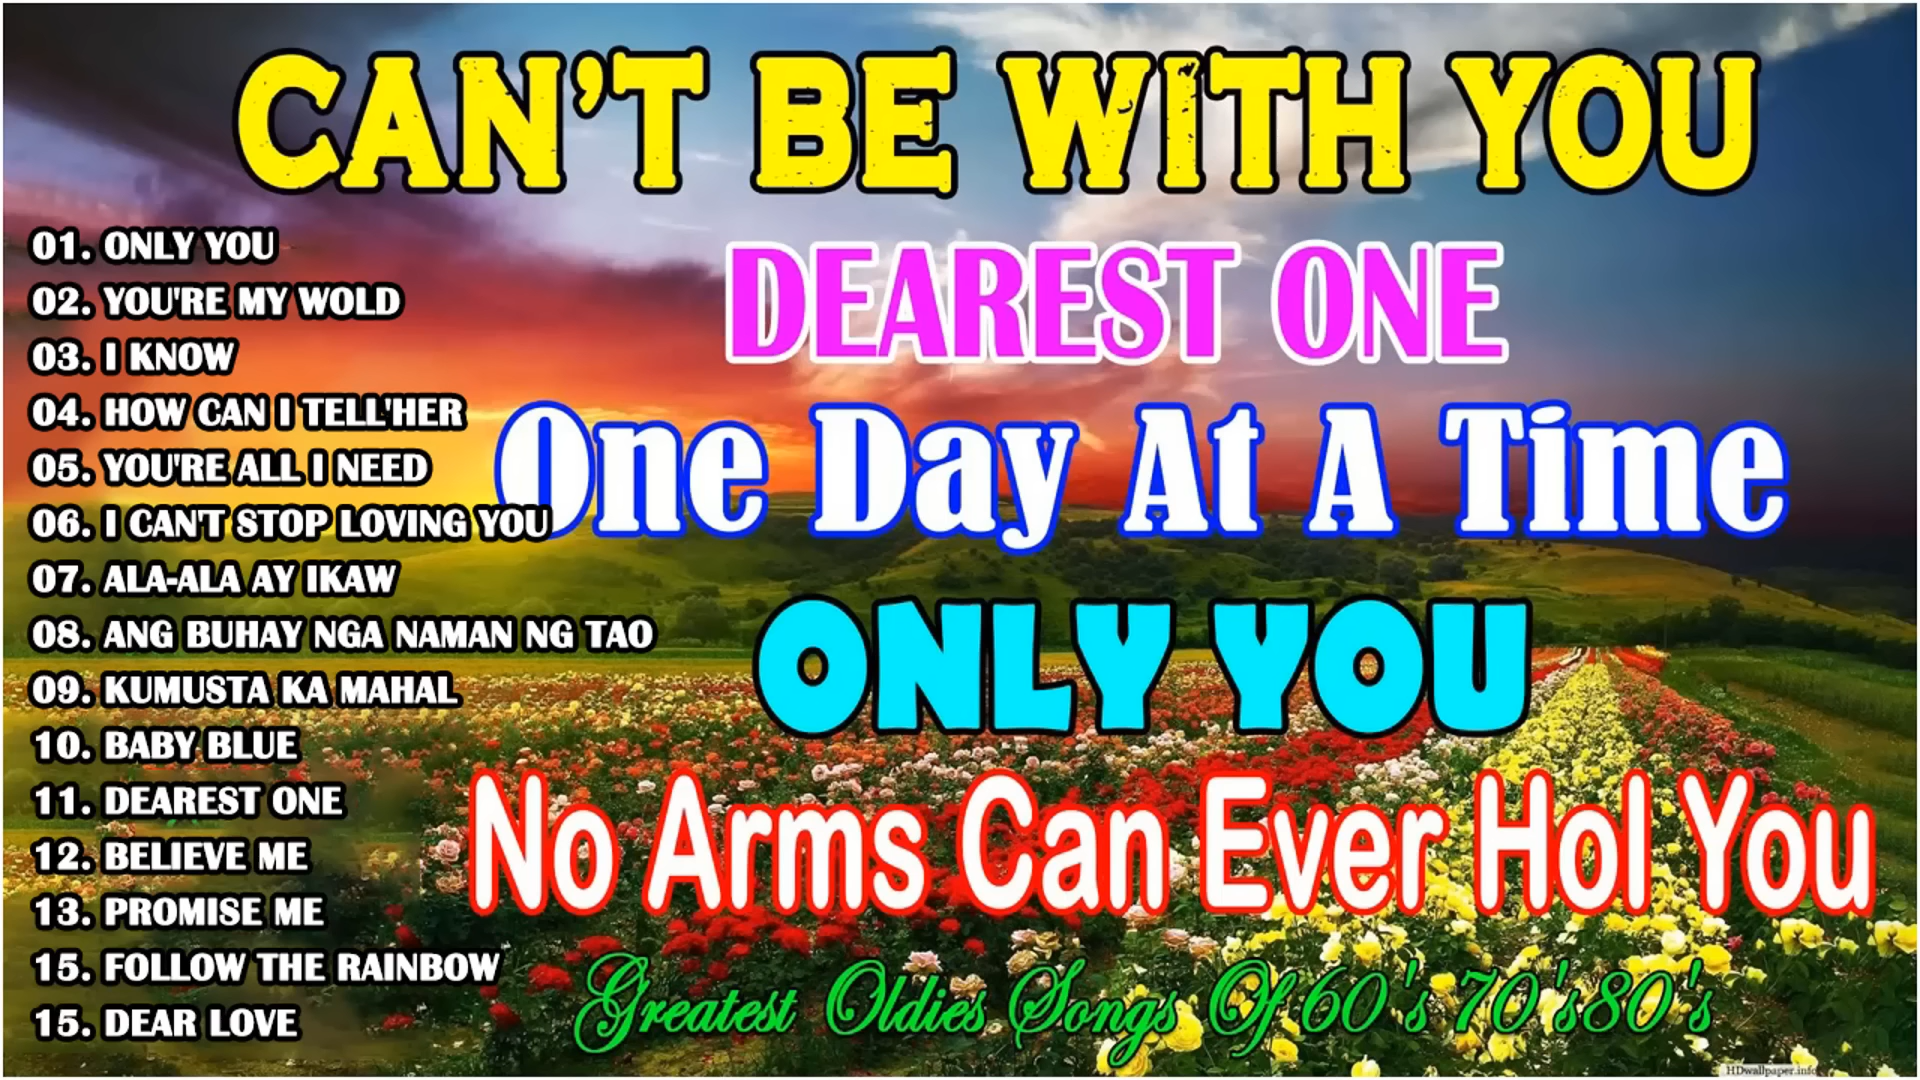 CAN'T BE WITH YOU
DEAREST ONE
One Day At A Time
ONLY YOU
No Arms Can Ever Hol You
Greatest Oldies Songs Of 60's 70's 80's
01. ONLY YOU
02. YOU'RE MY WOLD
03. I KNOW
04. HOW CAN I TELL'HER
05. YOU'RE ALL I NEED
06. I CAN'T STOP LOVING YOU
07. ALA-ALA AY IKAW
08. ANG BUHAY NGA NAMAN NG TAO
09. KUMUSTA KA MAHAL
10. BABY BLUE
11. DEAREST ONE
12. BELIEVE ME
13. PROMISE ME
15. FOLLOW THE RAINBOW
15. DEAR LOVE
HDwallpaper.info